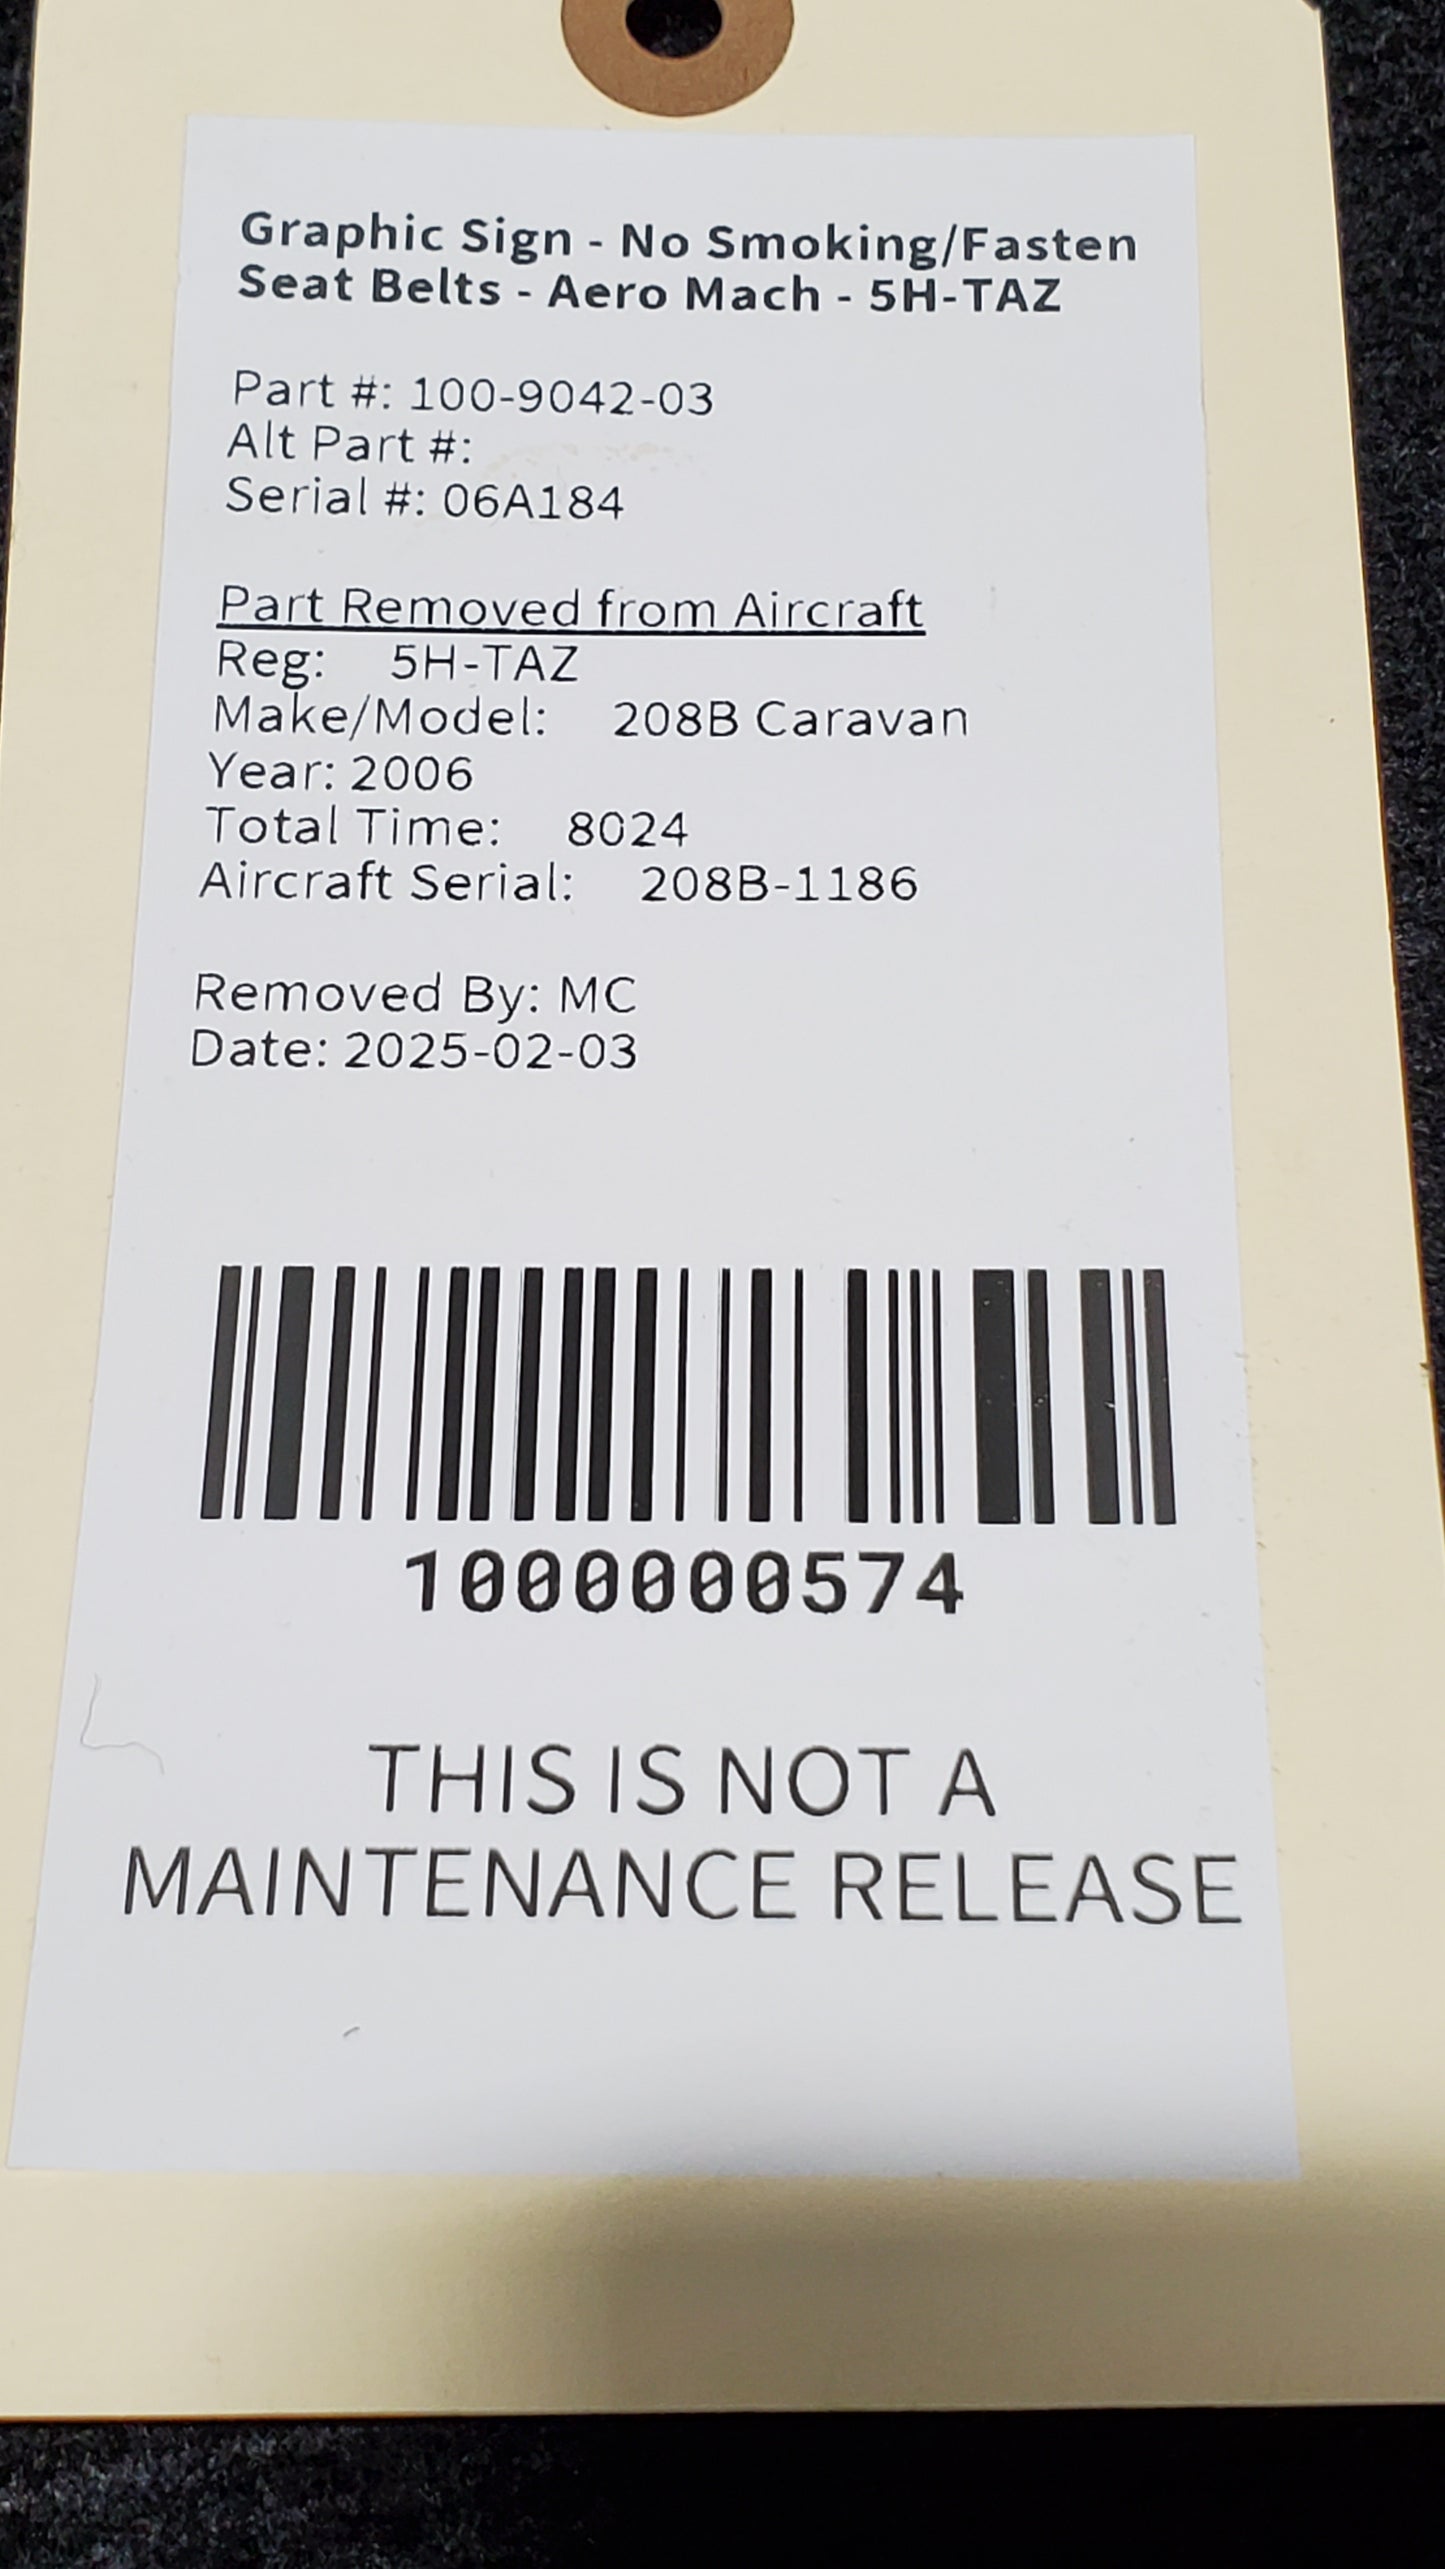 Graphic Sign - No Smoking/Fasten
Seat Belts - Aero Mach - 5H-TAZ
Part #: 100-9042-03
Alt Part #:
Serial #: 06A184
Part Removed from Aircraft
Reg: 5H-TAZ
Make/Model: 208B Caravan
Year: 2006
Total Time: 8024
Aircraft Serial: 208B-1186
Removed By: MC
Date: 2025-02-03
1000000574
THIS IS NOT A
MAINTENANCE RELEASE